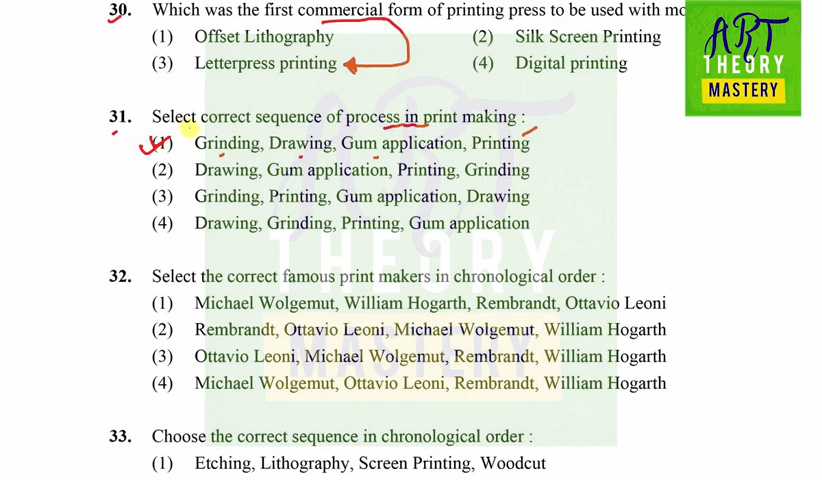 30. Which was the first commercial form of printing press to be used with mo
(1) Offset Lithography (2) Silk Screen Printing
(3) Letterpress printing (4) Digital printing
ART
THEORY
MASTERY
31. Select correct sequence of process in print making :
(1) Grinding, Drawing, Gum application, Printing
(2) Drawing, Gum application, Printing, Grinding
(3) Grinding, Printing, Gum application, Drawing
(4) Drawing, Grinding, Printing, Gum application
ART
THEORY
MASTERY
32. Select the correct famous print makers in chronological order :
(1) Michael Wolgemut, William Hogarth, Rembrandt, Ottavio Leoni
(2) Rembrandt, Ottavio Leoni, Michael Wolgemut, William Hogarth
(3) Ottavio Leoni, Michael Wolgemut, Rembrandt, William Hogarth
(4) Michael Wolgemut, Ottavio Leoni, Rembrandt, William Hogarth
33. Choose the correct sequence in chronological order :
(1) Etching, Lithography, Screen Printing, Woodcut